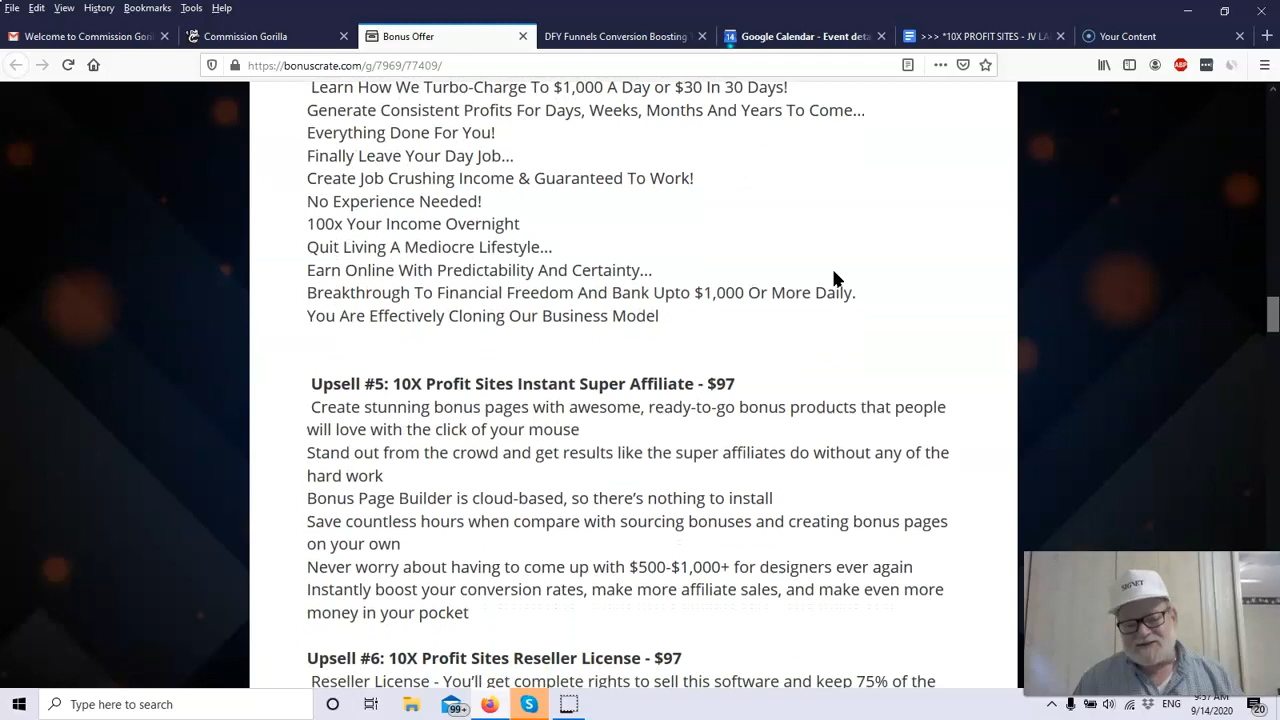 File Edit View History Bookmarks Tools Help
Welcome to Commission Goril
Commission Gorilla
Bonus Offer
DFY Funnels Conversion Boosting
Google Calendar - Event deta
>>> *10X PROFIT SITES - JV LA
Your Content
https://bonuscrate.com/g/7969/77409/
Learn How We Turbo-Charge To $1,000 A Day or $30 In 30 Days!
Generate Consistent Profits For Days, Weeks, Months And Years To Come...
Everything Done For You!
Finally Leave Your Day Job...
Create Job Crushing Income & Guaranteed To Work!
No Experience Needed!
100x Your Income Overnight
Quit Living A Mediocre Lifestyle...
Earn Online With Predictability And Certainty...
Breakthrough To Financial Freedom And Bank Upto $1,000 Or More Daily.
You Are Effectively Cloning Our Business Model
Upsell #5: 10X Profit Sites Instant Super Affiliate - $97
Create stunning bonus pages with awesome, ready-to-go bonus products that people
will love with the click of your mouse
Stand out from the crowd and get results like the super affiliates do without any of the
hard work
Bonus Page Builder is cloud-based, so there's nothing to install
Save countless hours when compare with sourcing bonuses and creating bonus pages
on your own
Never worry about having to come up with $500-$1,000+ for designers ever again
Instantly boost your conversion rates, make more affiliate sales, and make even more
money in your pocket
Upsell #6: 10X Profit Sites Reseller License - $97
Reseller License - You'll get complete rights to sell this software and keep 75% of the
SIGNET
Type here to search
99+
ENG
9:57 AM
9/14/2020
20